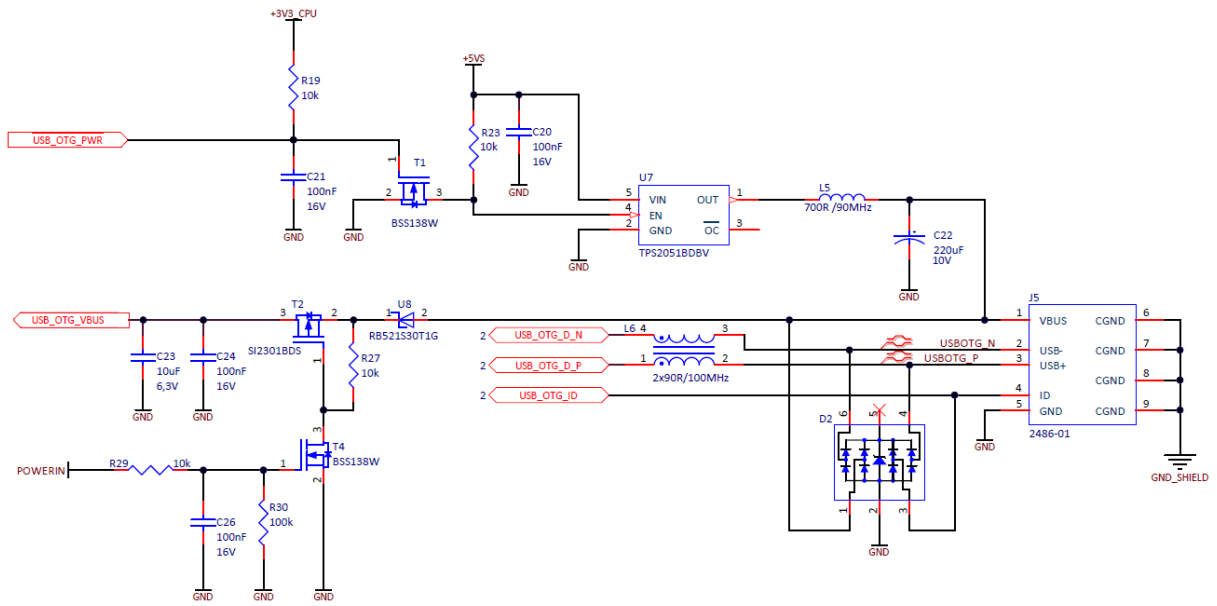 +3V3_CPU
R19
10k
USB_OTG_PWR
C21
100nF
16V
GND
1
T1
2
3
BSS138W
GND
+5VS
R23
10k
C20
100nF
16V
GND
U7
5
VIN
OUT
1
4
EN
2
GND
OC
3
TPS2051BDBV
GND
L5
700R /90MHz
C22
220uF
10V
GND
USB_OTG_VBUS
C23
10uF
6,3V
GND
C24
100nF
16V
GND
T2
3
2
1
SI2301BDS
U8
1
2
RB521S30T1G
R27
10k
3
T4
BSS138W
1
2
GND
POWERIN
R29
10k
C26
100nF
16V
GND
R30
100k
GND
2
USB_OTG_D_N
2
USB_OTG_D_P
2
USB_OTG_ID
L6
4
3
1
2
2x90R/100MHz
USBOTG_N
USBOTG_P
D2
6
5
4
1
2
3
GND
J5
1
VBUS
CGND
6
2
USB-
CGND
7
3
USB+
CGND
8
4
ID
5
GND
CGND
9
2486-01
GND
GND_SHIELD